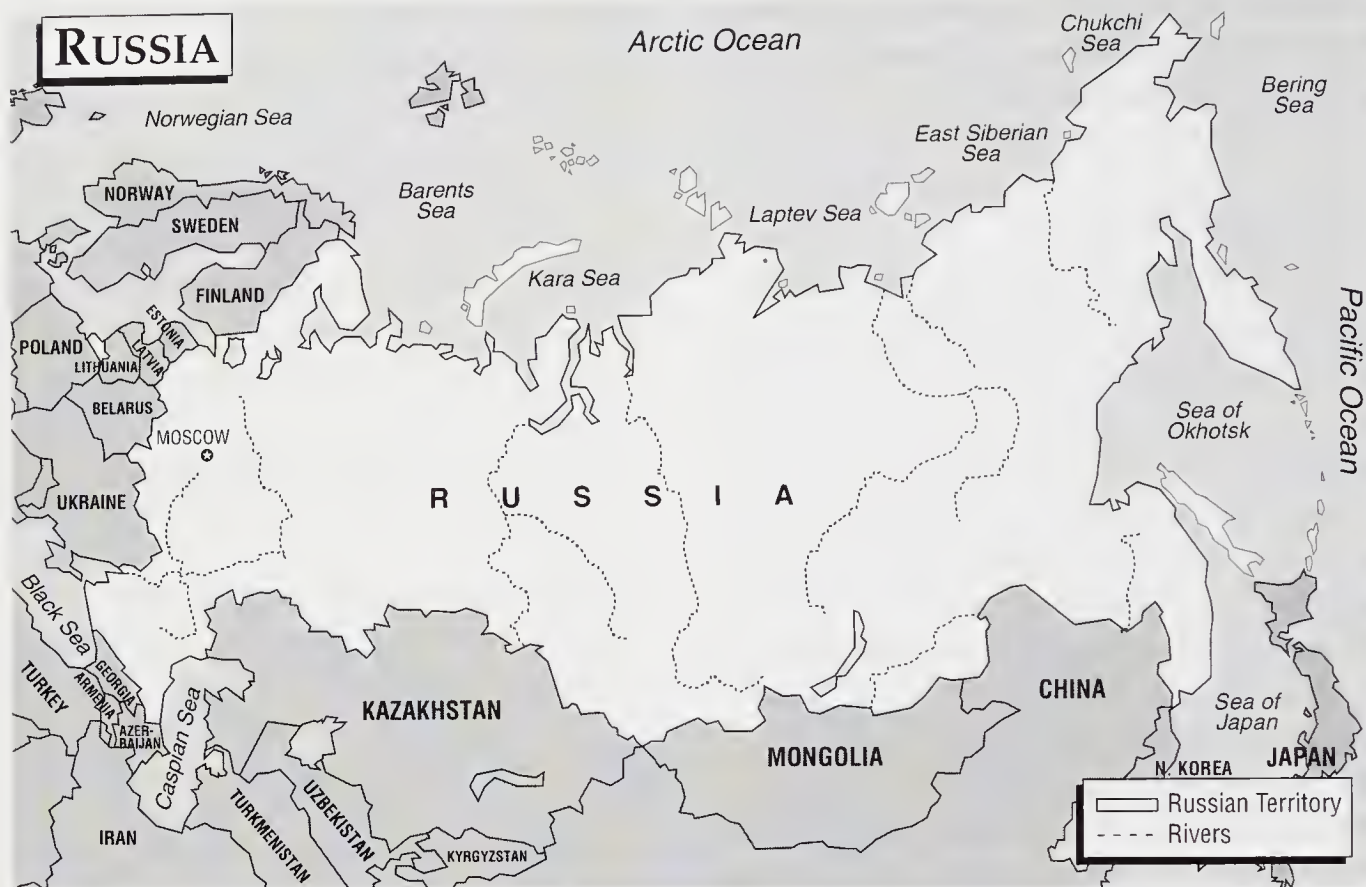 RUSSIA
Arctic Ocean
Chukchi
Sea
Bering
Sea
Norwegian Sea
East Siberian
Sea
NORWAY
Barents
Sea
Laptev Sea
SWEDEN
Kara Sea
FINLAND
Pacific Ocean
ESTONIA
POLAND
LATVIA
LITHUANIA
BELARUS
Sea of
Okhotsk
MOSCOW
UKRAINE
RUSSIA
Black Sea
GEORGIA
TURKEY
ARMENIA
AZER-
BAIJAN
Caspian Sea
KAZAKHSTAN
CHINA
Sea of
Japan
MONGOLIA
JAPAN
N. KOREA
IRAN
TURKMENISTAN
UZBEKISTAN
KYRGYZSTAN
Russian Territory
Rivers